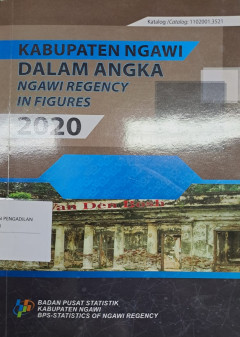 Katalog /Catalog: 1102001.3521
KABUPATEN NGAWI
DALAM ANGKA
NGAWI REGENCY
IN FIGURES
2020
PENGADILAN
BADAN PUSAT STATISTIK
KABUPATEN NGAWI
BPS-STATISTICS OF NGAWI REGENCY